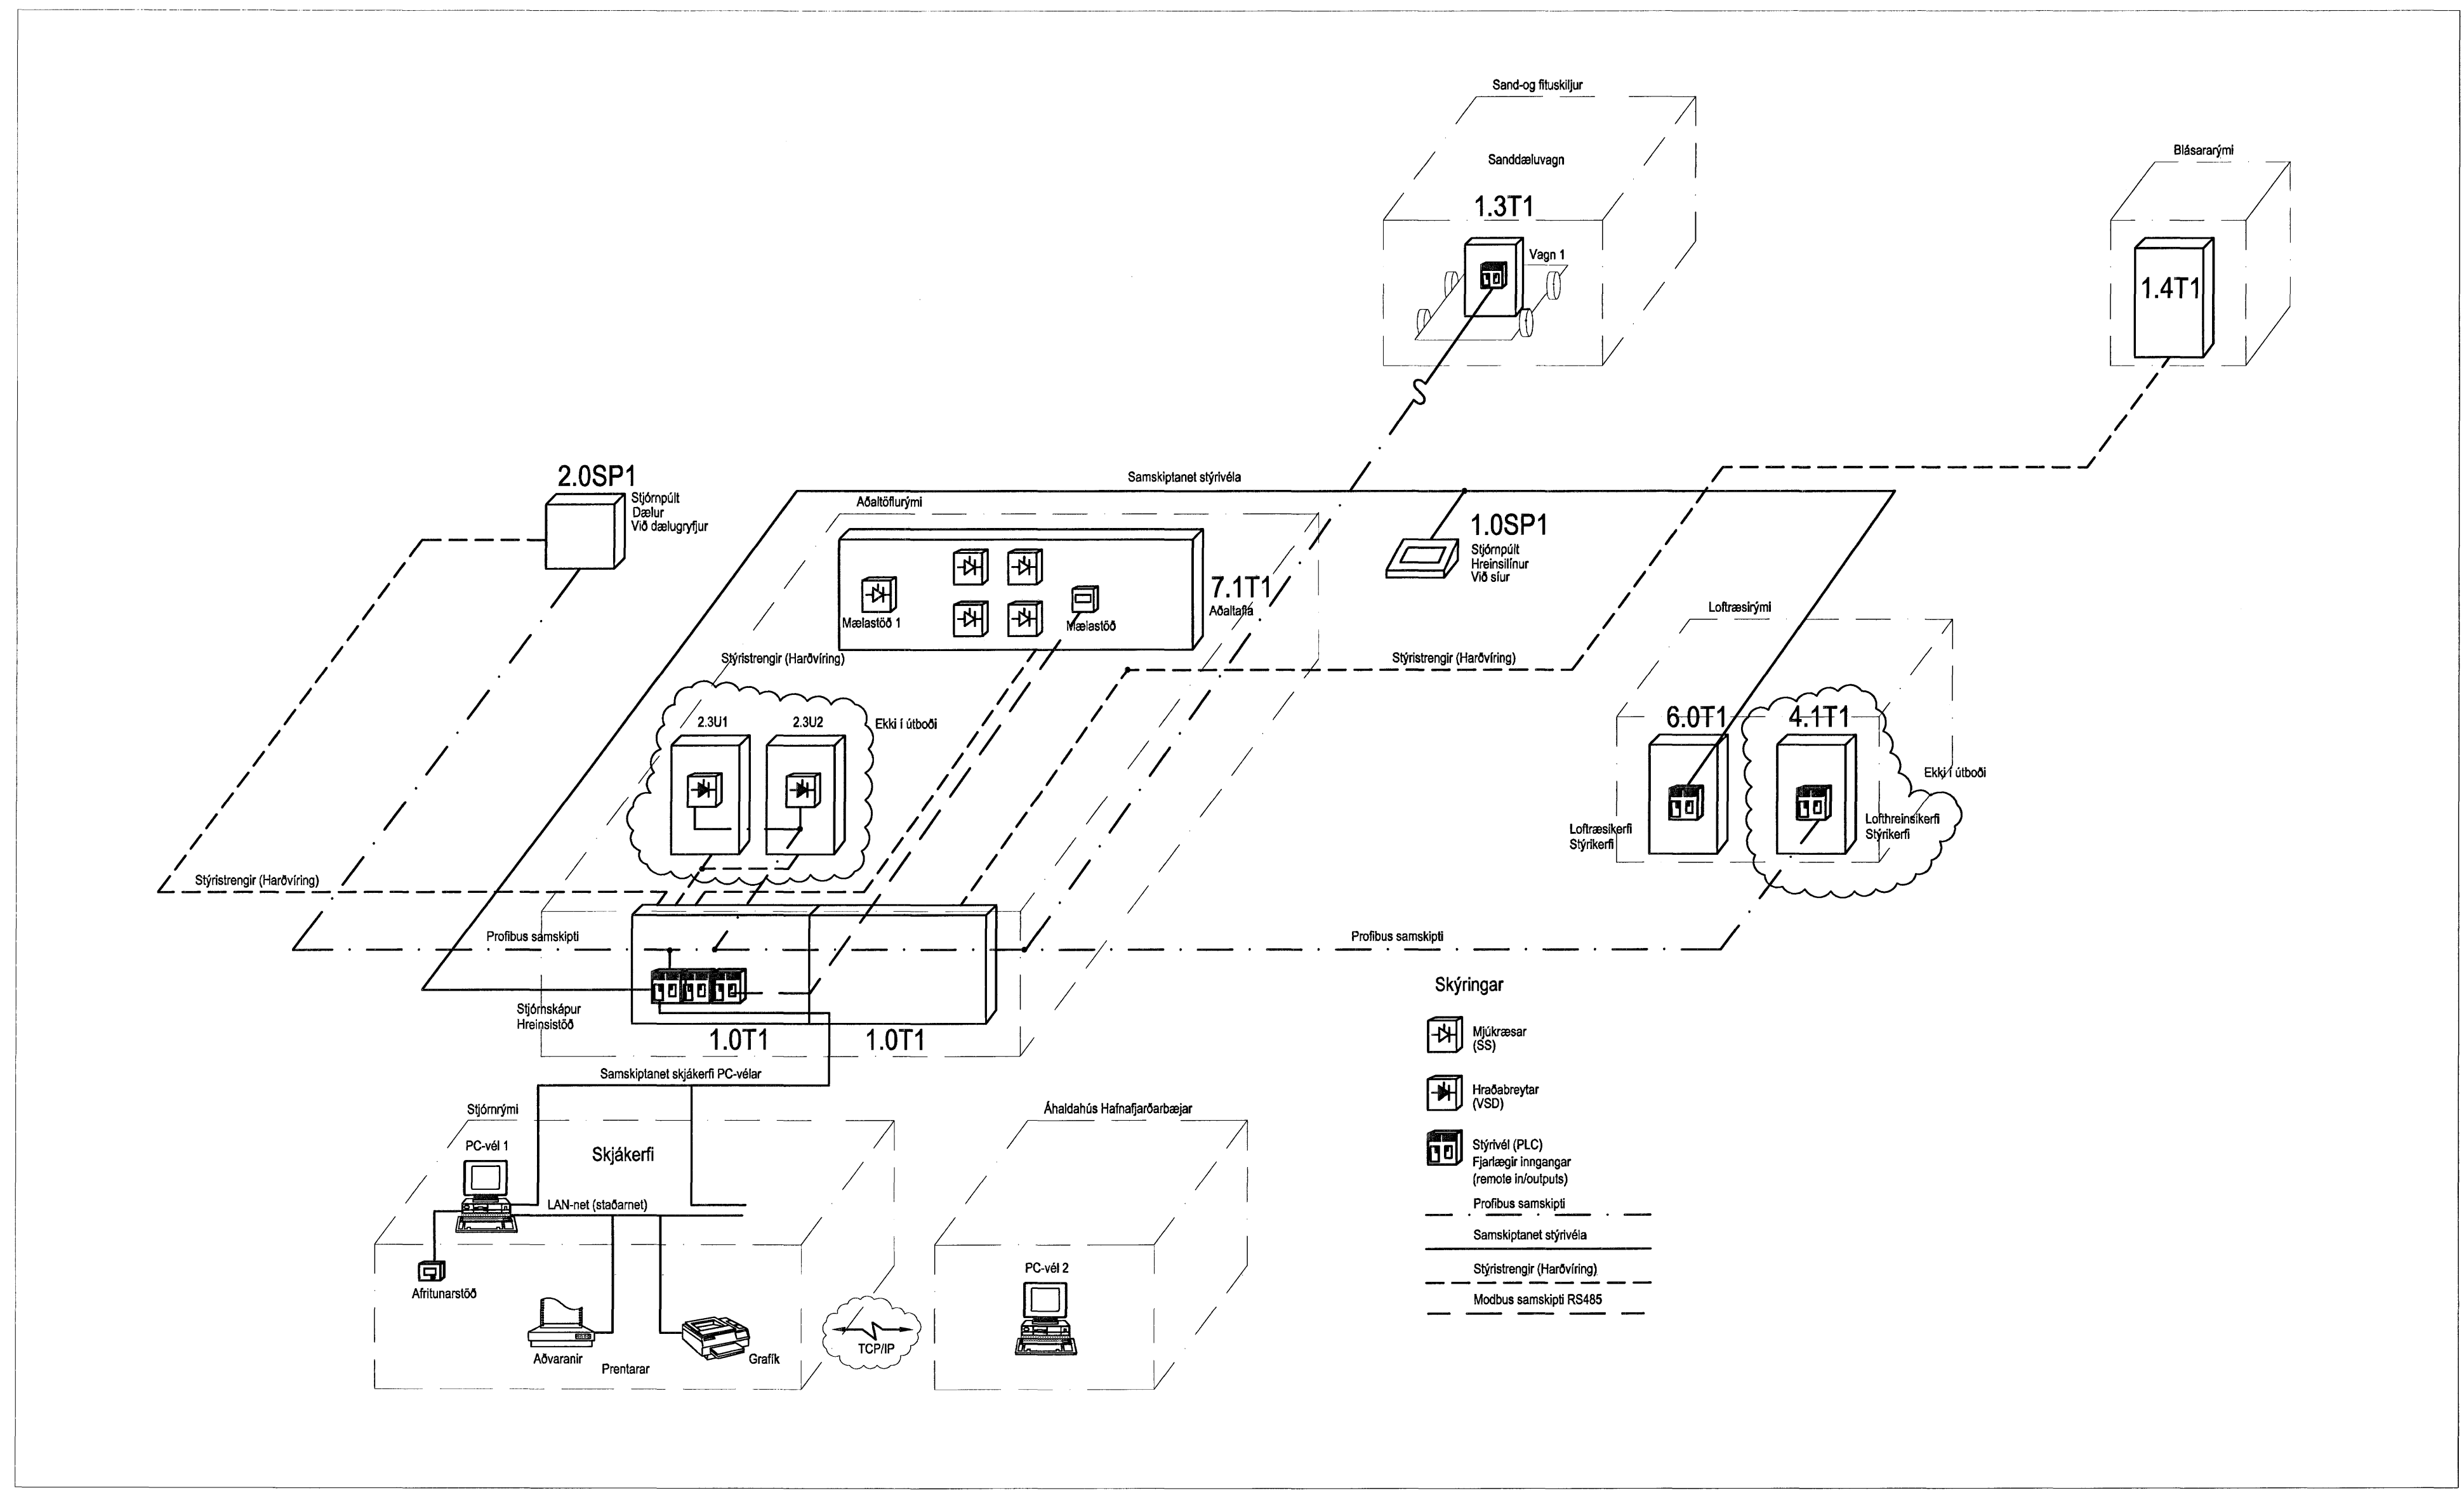 Sand-og fituskiljur
Sanddæluvagn
1.3T1
Vagn 1
Blásararými
1.4T1
2.0SP1
Stjórnpúlt
Dælur
Við dælugryfjur
Samskiptanet stýrivéla
Aðaltöflurými
1.0SP1
Stjórnpúlt
Hreinsilínur
Við síur
7.1T1
Aðaltafla
Mælastöð 1
Mælastöð
Stýristrengir (Harðvíring)
Stýristrengir (Harðvíring)
Loftræsirými
2.3U1
2.3U2
Ekki í útboði
6.0T1
4.1T1
Ekki í útboði
Loftræsikerfi
Stýrikerfi
Lofthreinsikerfi
Stýrikerfi
Stýristrengir (Harðvíring)
Profibus samskipti
Profibus samskipti
Stjórnskápur
Hreinsistöð
1.0T1
1.0T1
Samskiptanet skjákerfi PC-vélar
Stjórnrými
PC-vél 1
Skjákerfi
LAN-net (staðarnet)
Afritunarstöð
Aðvaranir
Prentarar
Grafík
TCP/IP
Áhaldahús Hafnafjarðarbæjar
PC-vél 2
Skýringar
Mjúkræsar
(SS)
Hraðabreytar
(VSD)
Stýrivél (PLC)
Fjarlægir inngangar
(remote in/outputs)
Profibus samskipti
Samskiptanet stýrivéla
Stýristrengir (Harðvíring)
Modbus samskipti RS485